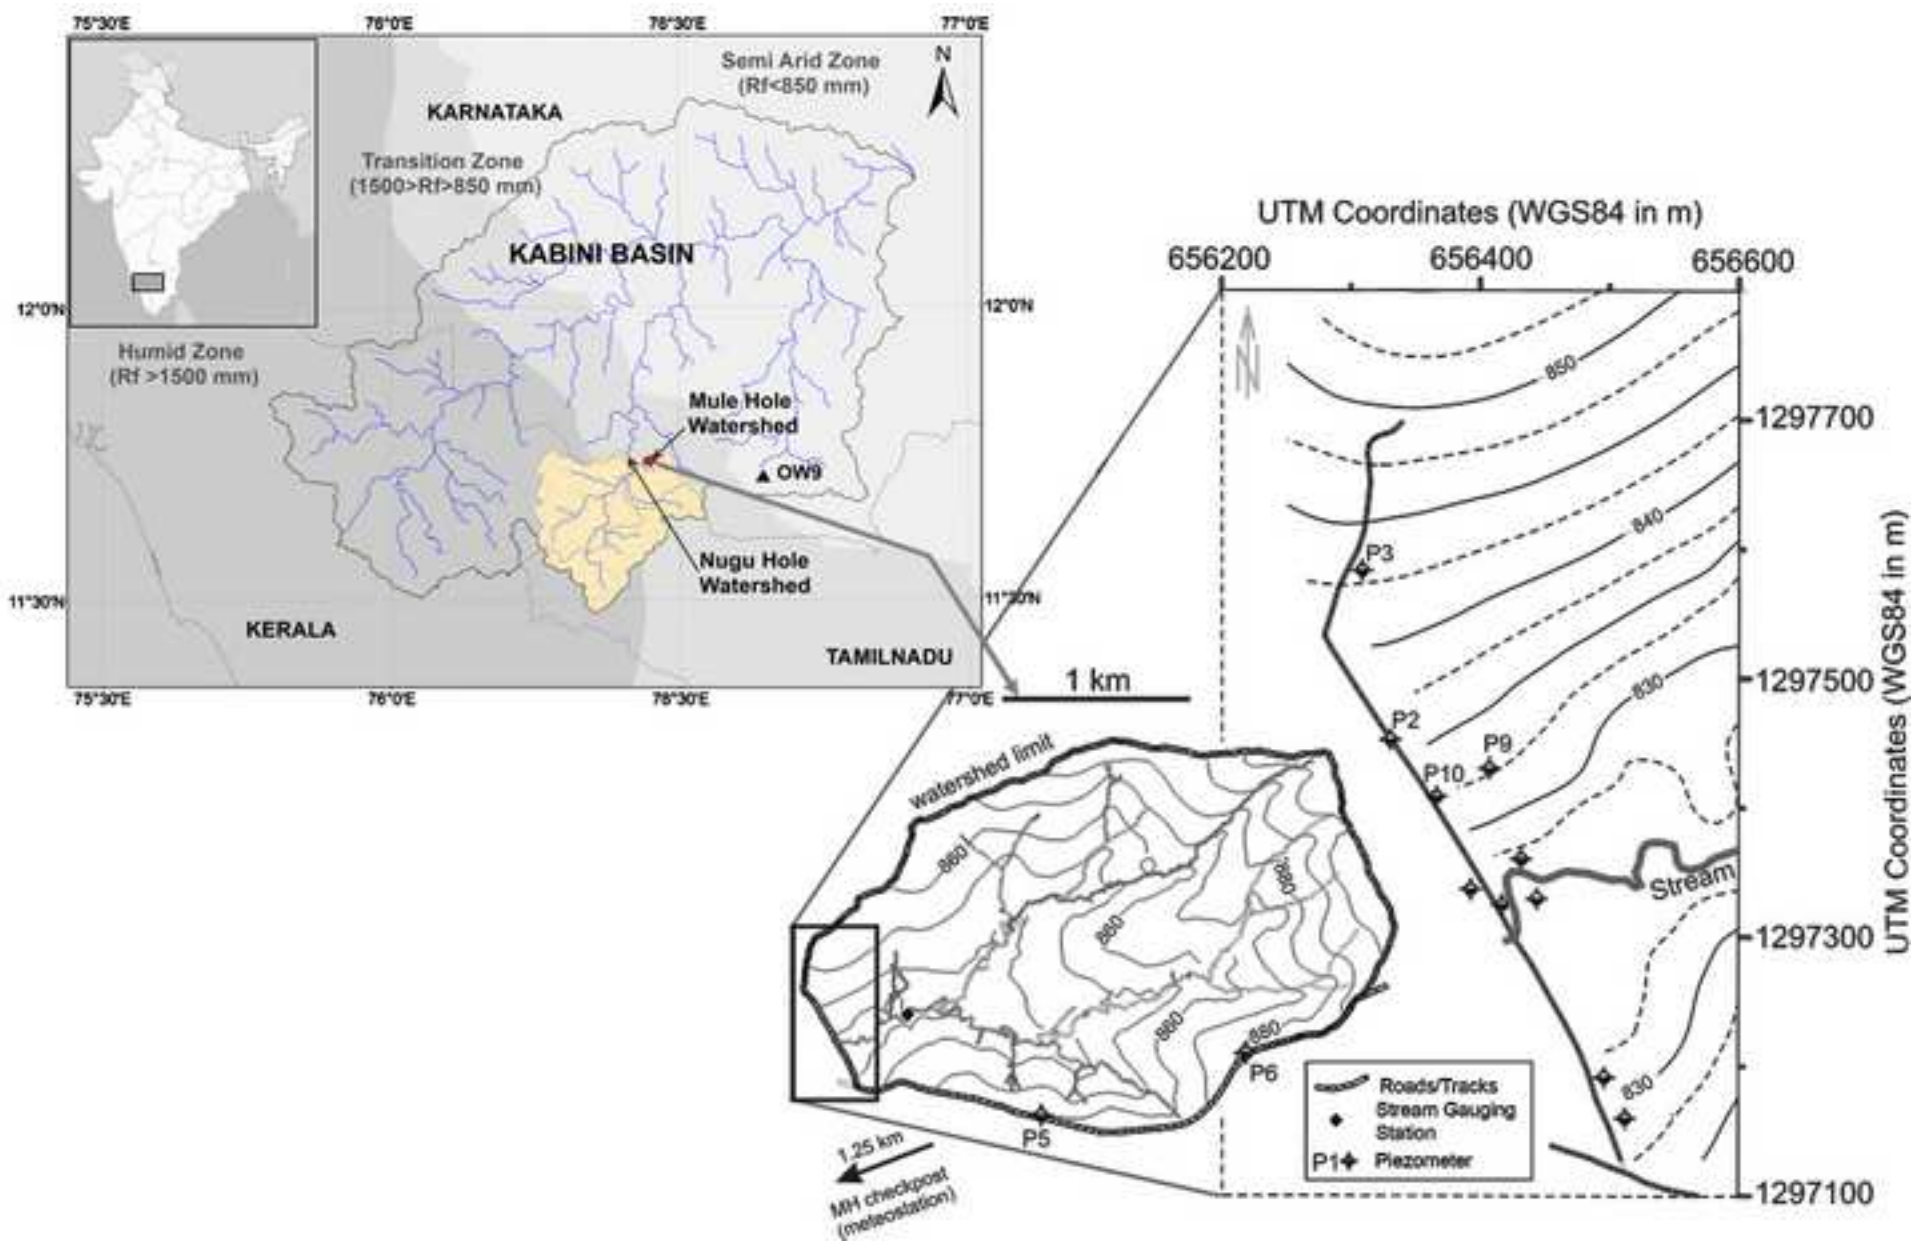 75°30'E
76°0'E
76°30'E
77°0'E
Semi Arid Zone
(Rf<850 mm)
N
KARNATAKA
Transition Zone
(1500>Rf>850 mm)
KABINI BASIN
12°0'N
12°0'N
Humid Zone
(Rf >1500 mm)
Mule Hole
Watershed
OW9
Nugu Hole
Watershed
11°30'N
11°30'N
KERALA
TAMILNADU
75°30'E
76°0'E
76°30'E
77°0'E
1 km
watershed limit
860
880
860
860
880
P6
P5
1.25 km
MH checkpost
(meteostation)
UTM Coordinates (WGS84 in m)
656200
656400
656600
N
850
1297700
840
P3
830
1297500
P2
P9
P10
Stream
1297300
830
1297100
UTM Coordinates (WGS84 in m)
Roads/Tracks
Stream Gauging
Station
P1 Piezometer